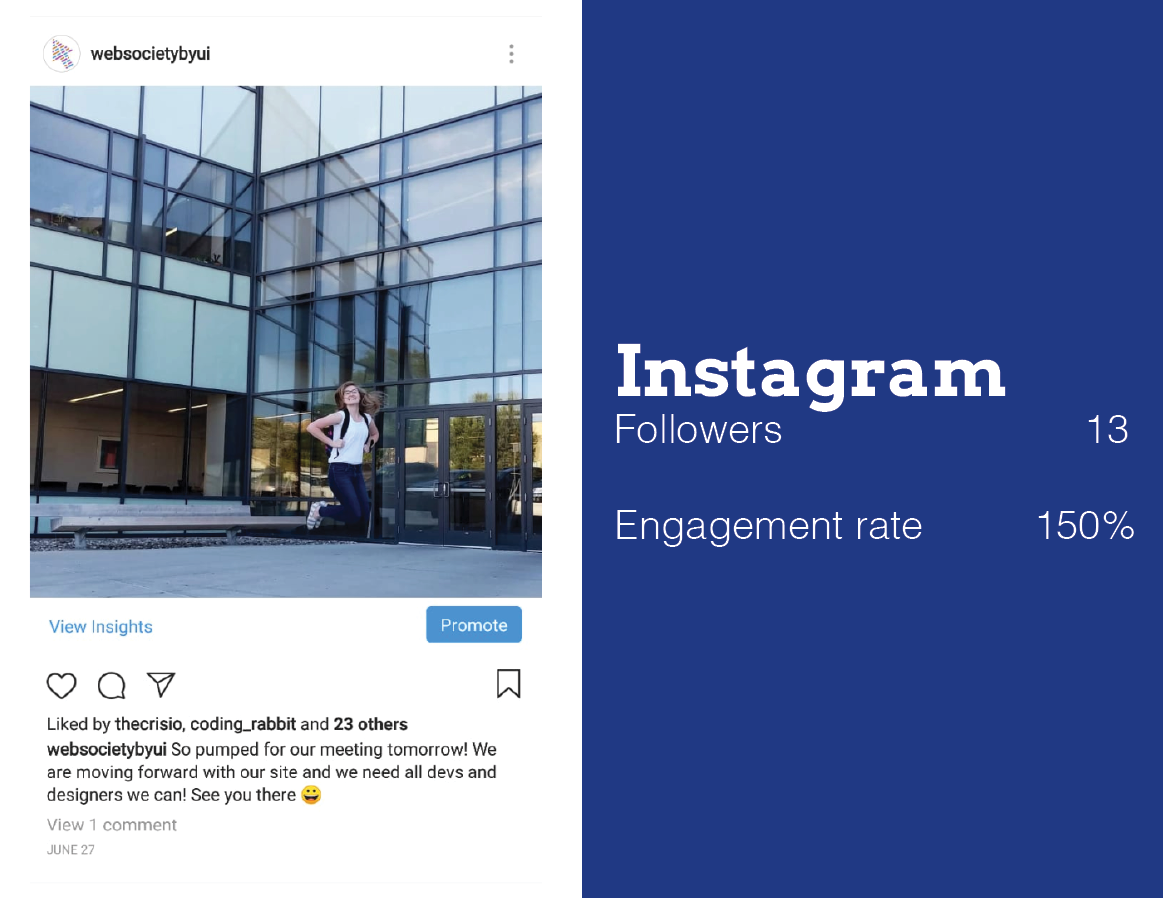 websocietybyui
View Insights
Promote
Liked by thecrisio, coding_rabbit and 23 others
websocietybyui So pumped for our meeting tomorrow! We
are moving forward with our site and we need all devs and
designers we can! See you there 😀
View 1 comment
JUNE 27
Instagram
Followers 13
Engagement rate 150%